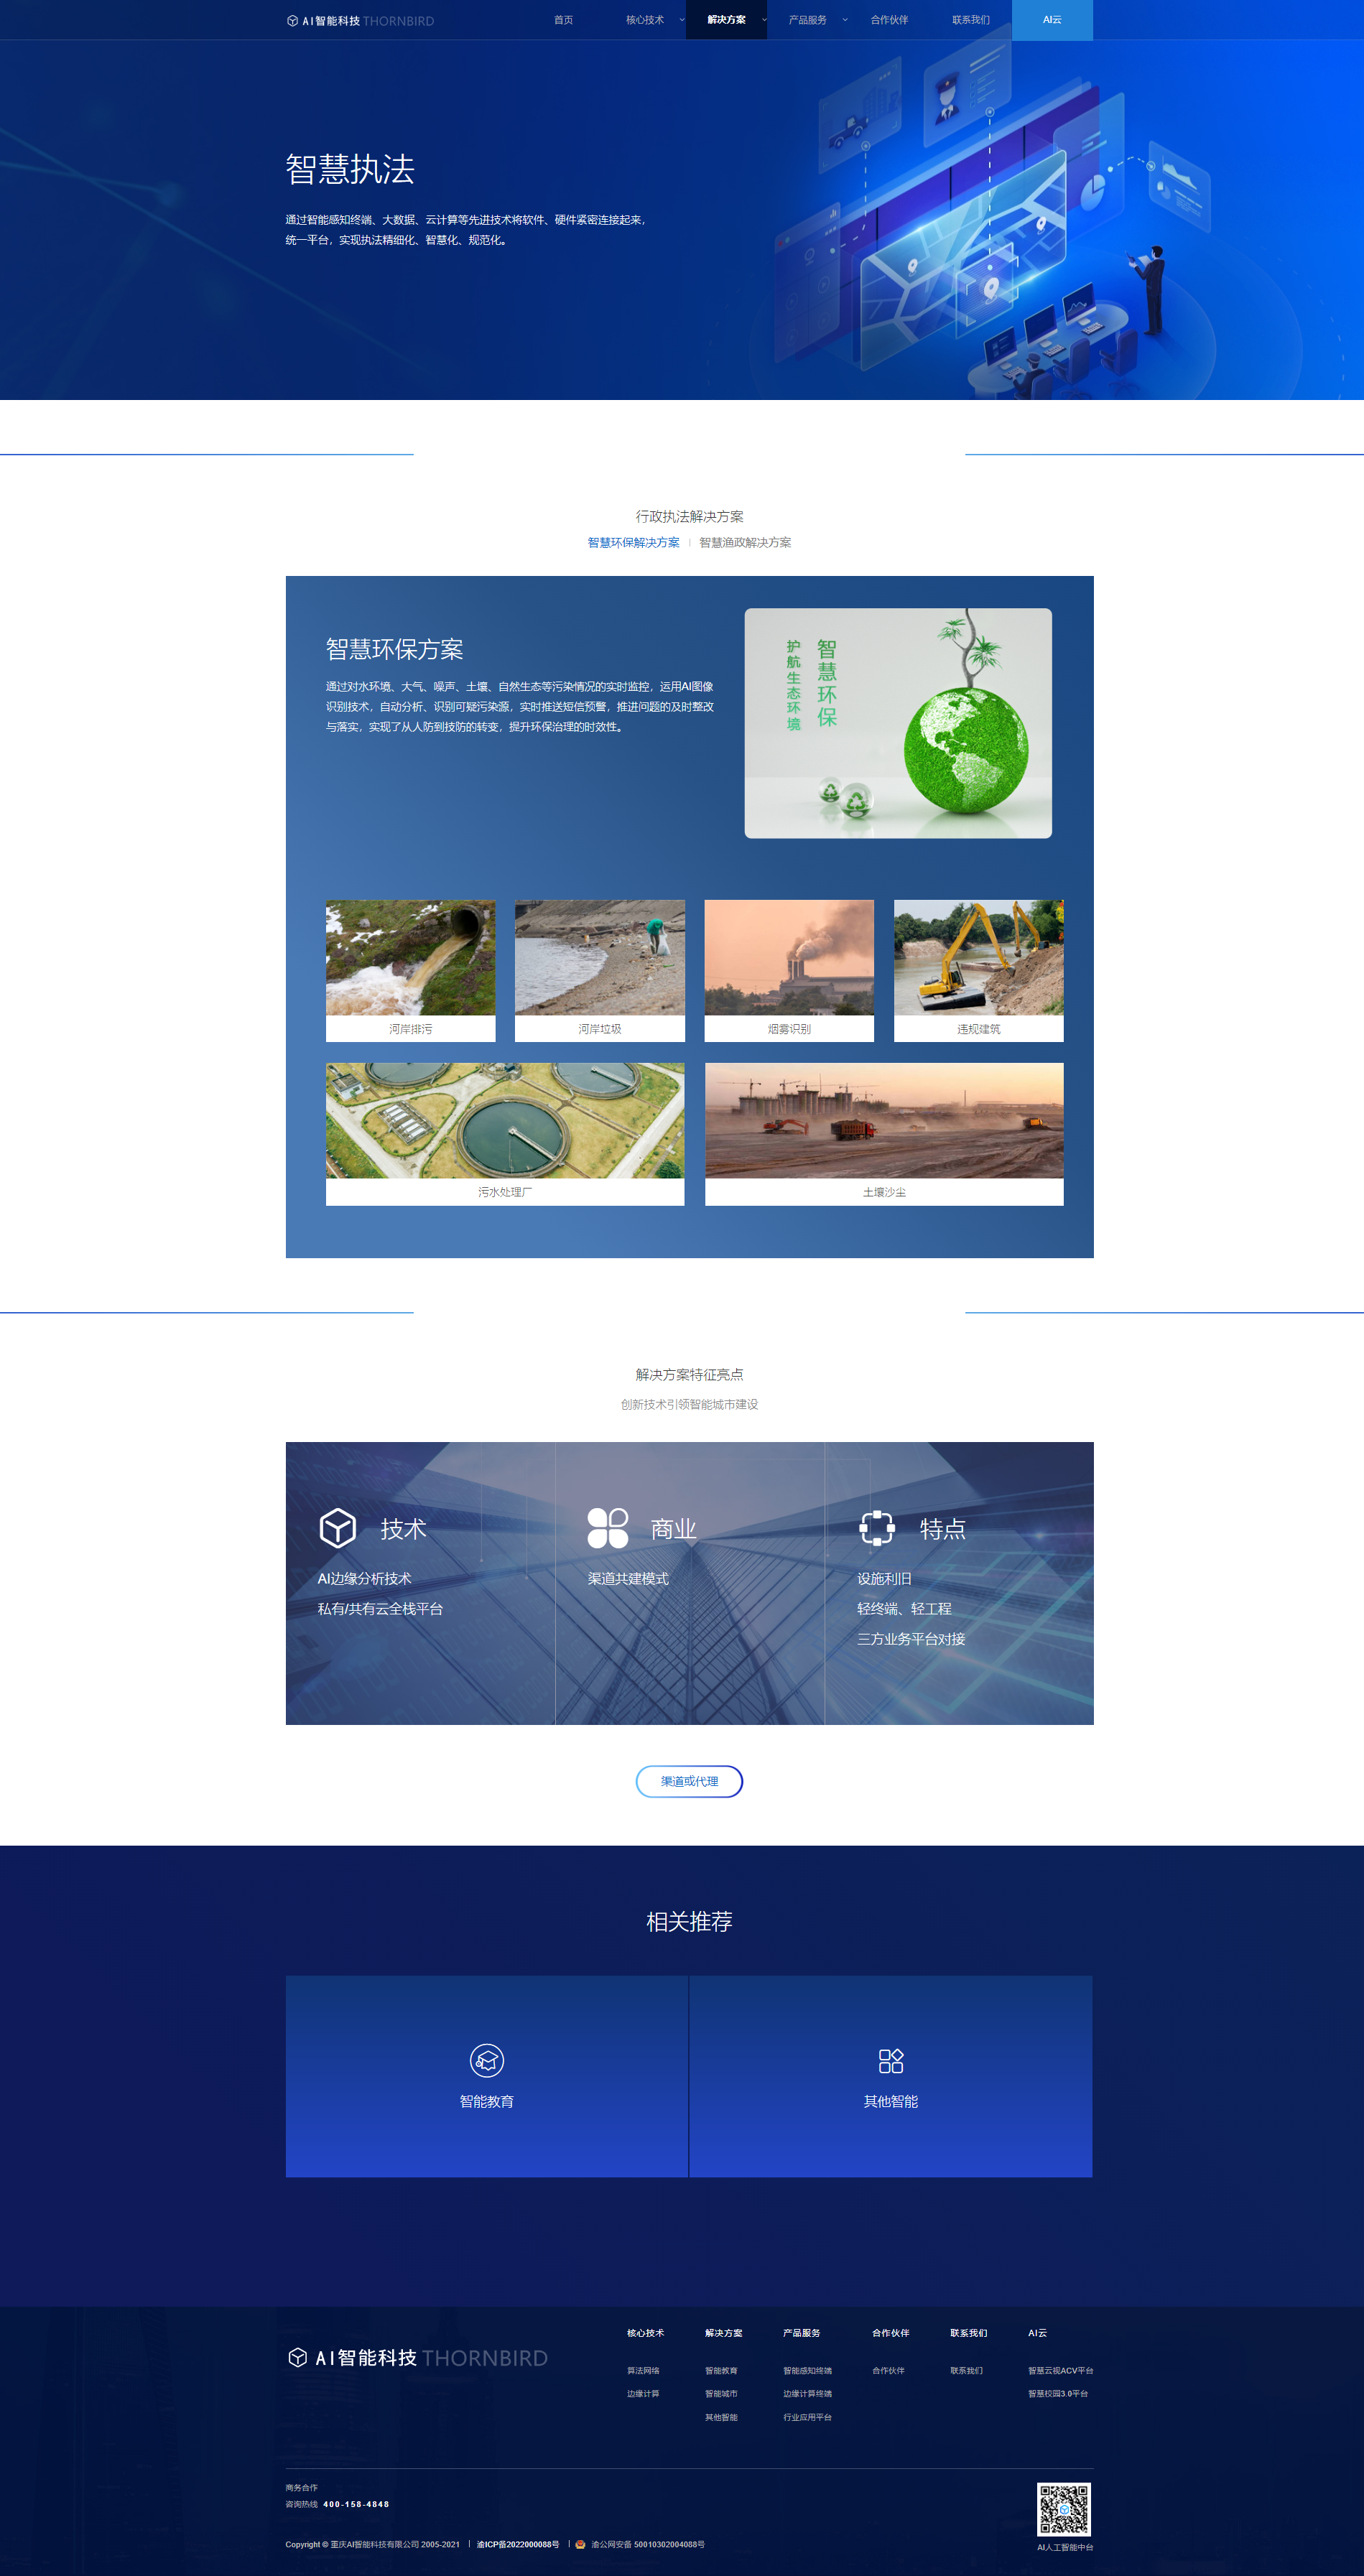 AI智能科技 THORNBIRD
首页
核心技术
解决方案
产品服务
合作伙伴
联系我们
AI云
智慧执法
通过智能感知终端、大数据、云计算等先进技术将软件、硬件紧密连接起来，
统一平台，实现执法精细化、智慧化、规范化。
行政执法解决方案
智慧环保解决方案
智慧渔政解决方案
智慧环保方案
通过对水环境、大气、噪声、土壤、自然生态等污染情况的实时监控，运用AI图像
识别技术，自动分析、识别可疑污染源，实时推送短信预警，推进问题的及时整改
与落实，实现了从人防到技防的转变，提升环保治理的时效性。
智慧环保
护航生态环境
河岸排污
河岸垃圾
烟雾识别
违规建筑
污水处理厂
土壤沙尘
解决方案特征亮点
创新技术引领智能城市建设
技术
AI边缘分析技术
私有/共有云全栈平台
商业
渠道共建模式
特点
设施利旧
轻终端、轻工程
三方业务平台对接
渠道或代理
相关推荐
智能教育
其他智能
AI智能科技 THORNBIRD
核心技术
算法网络
边缘计算
解决方案
智能教育
智能城市
其他智能
产品服务
智能感知终端
边缘计算终端
行业应用平台
合作伙伴
合作伙伴
联系我们
联系我们
AI云
智慧云视ACV平台
智慧校园3.0平台
商务合作
咨询热线 400-158-4848
Copyright © 重庆AI智能科技有限公司 2005-2021 | 渝ICP备2022000088号 | 渝公网安备 50010302004088号
AI人工智能中台